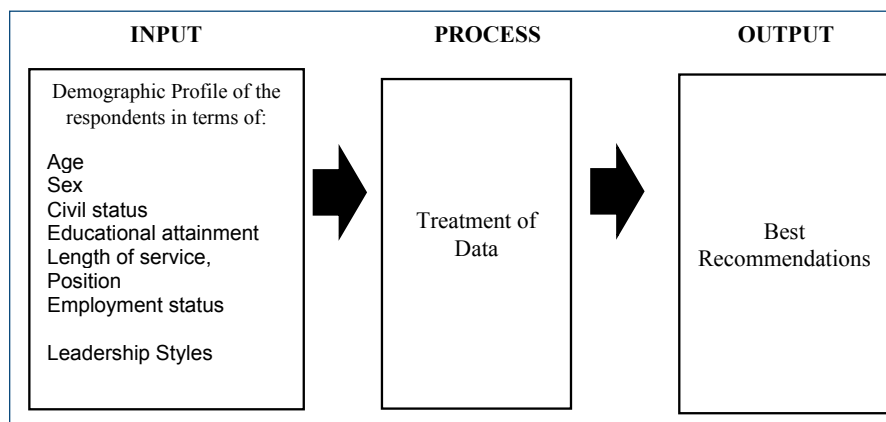 INPUT
PROCESS
OUTPUT
Demographic Profile of the
respondents in terms of:
Age
Sex
Civil status
Educational attainment
Length of service,
Position
Employment status
Leadership Styles
Treatment of
Data
Best
Recommendations